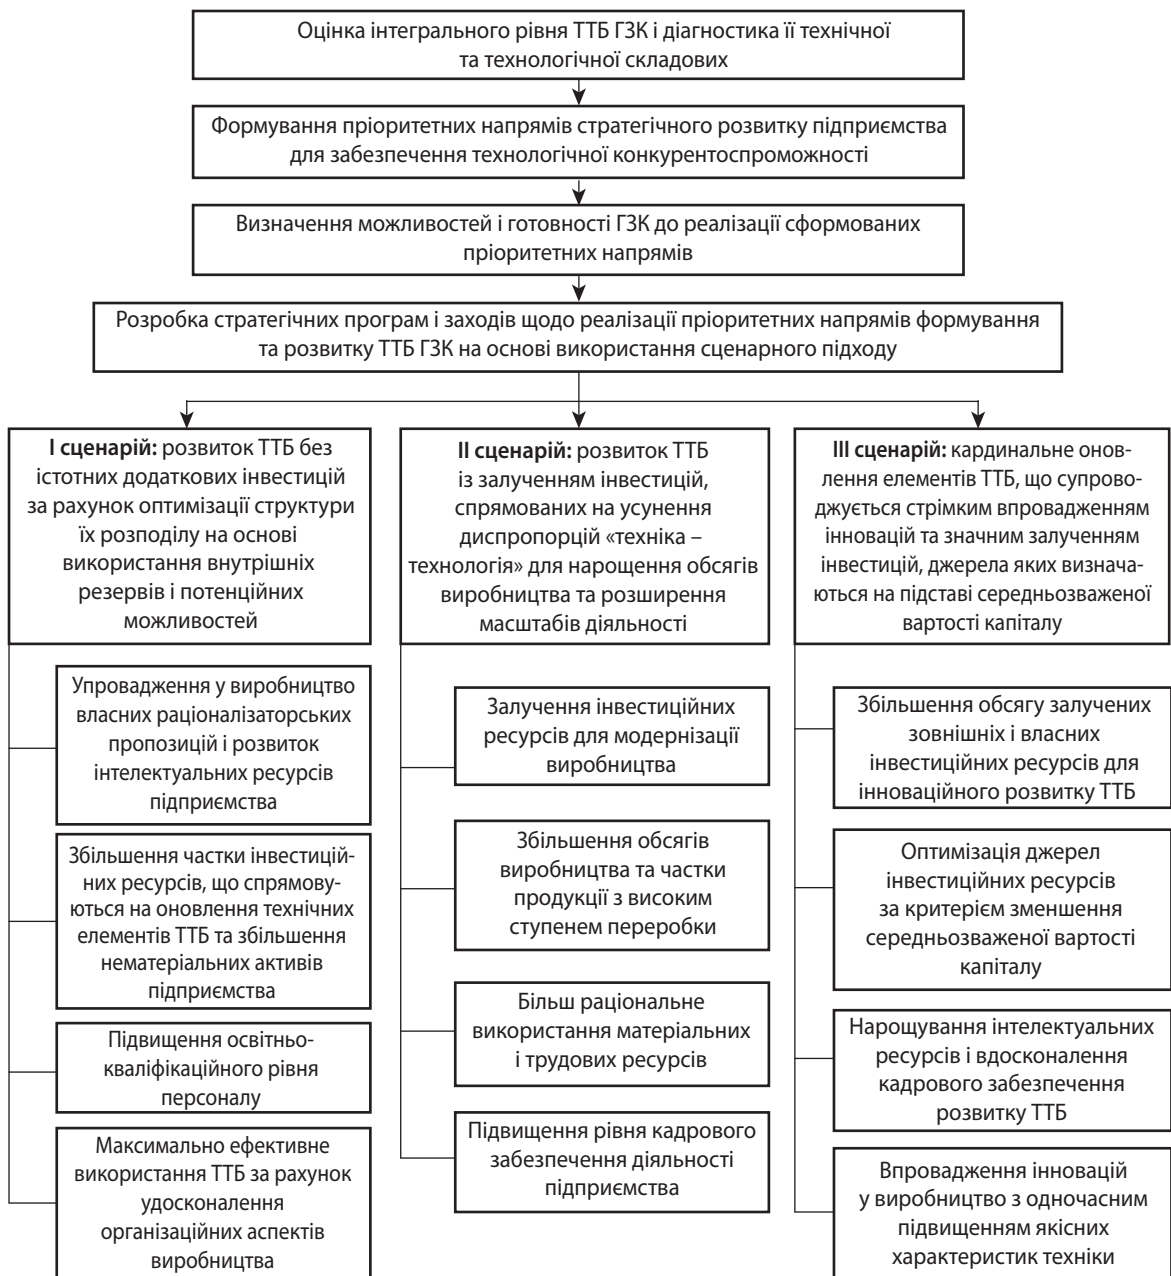 Оцінка інтегрального рівня ТТБ ГЗК і діагностика її технічної
та технологічної складових
Формування пріоритетних напрямів стратегічного розвитку підприємства
для забезпечення технологічної конкурентоспроможності
Визначення можливостей і готовності ГЗК до реалізації сформованих
пріоритетних напрямів
Розробка стратегічних програм і заходів щодо реалізації пріоритетних напрямів формування
та розвитку ТТБ ГЗК на основі використання сценарного підходу
І сценарій: розвиток ТТБ без
істотних додаткових інвестицій
за рахунок оптимізації структури
їх розподілу на основі
використання внутрішніх
резервів і потенційних
можливостей
Упровадження у виробництво
власних раціоналізаторських
пропозицій і розвиток
інтелектуальних ресурсів
підприємства
Збільшення частки інвестицій-
них ресурсів, що спрямову-
ються на оновлення технічних
елементів ТТБ та збільшення
нематеріальних активів
підприємства
Підвищення освітньо-
кваліфікаційного рівня
персоналу
Максимально ефективне
використання ТТБ за рахунок
удосконалення
організаційних аспектів
виробництва
ІІ сценарій: розвиток ТТБ
із залученням інвестицій,
спрямованих на усунення
диспропорцій «техніка –
технологія» для нарощення обсягів
виробництва та розширення
масштабів діяльності
Залучення інвестиційних
ресурсів для модернізації
виробництва
Збільшення обсягів
виробництва та частки
продукції з високим
ступенем переробки
Більш раціональне
використання матеріальних
і трудових ресурсів
Підвищення рівня кадрового
забезпечення діяльності
підприємства
ІІІ сценарій: кардинальне онов-
лення елементів ТТБ, що супрово-
джується стрімким впровадженням
інновацій та значним залученням
інвестицій, джерела яких визнача-
ються на підставі середньозваженої
вартості капіталу
Збільшення обсягу залучених
зовнішніх і власних
інвестиційних ресурсів для
інноваційного розвитку ТТБ
Оптимізація джерел
інвестиційних ресурсів
за критерієм зменшення
середньозваженої вартості
капіталу
Нарощування інтелектуальних
ресурсів і вдосконалення
кадрового забезпечення
розвитку ТТБ
Впровадження інновацій
у виробництво з одночасним
підвищенням якісних
характеристик техніки